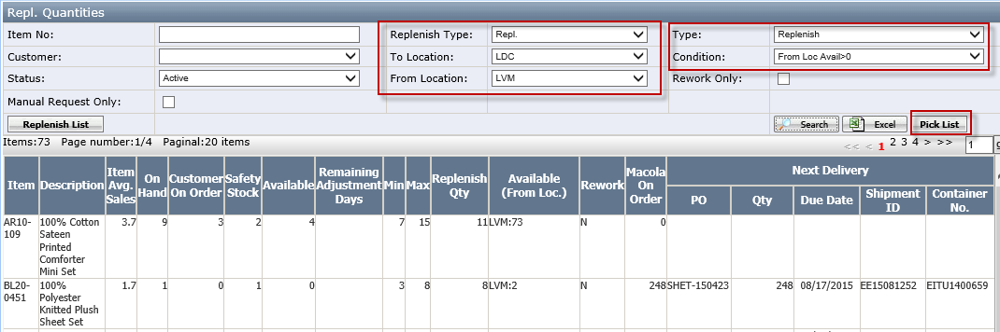 Repl. Quantities
Item No: Replenish Type: Repl. Type: Replenish
Customer: To Location: LDC Condition: From Loc Avail>0
Status: Active From Location: LVM Rework Only:
Manual Request Only:
Replenish List Search Excel Pick List
Items:73 Page number:1/4 Paginal:20 items << < 1 2 3 4 > >> 1 g
Item Description Item Avg. Sales On Hand Customer On Order Safety Stock Available Remaining Adjustment Days Min Max Replenish Qty Available (From Loc.) Rework Macola On Order Next Delivery
PO Qty Due Date Shipment ID Container No.
AR10-109 100% Cotton Sateen Printed Comforter Mini Set 3.7 9 3 2 4 7 15 11 LVM:73 N 0
BL20-0451 100% Polyester Knitted Plush Sheet Set 1.7 1 0 1 0 3 8 8 LVM:2 N 248 SHET-150423 248 08/17/2015 EE15081252 EITU1400659